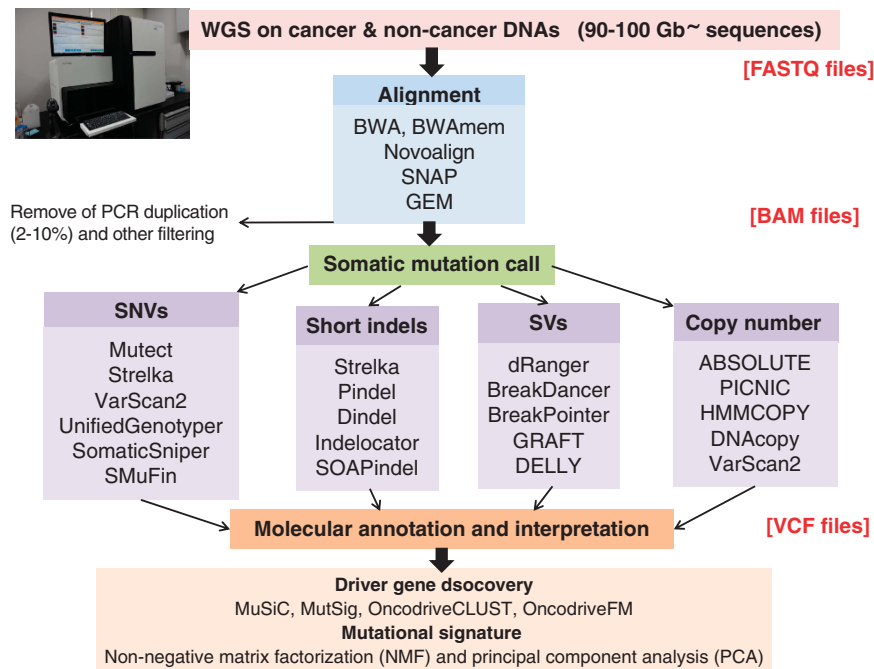 WGS on cancer & non-cancer DNAs (90-100 Gb~ sequences)
[FASTQ files]
Alignment
BWA, BWAmem
Novoalign
SNAP
GEM
Remove of PCR duplication
(2-10%) and other filtering
[BAM files]
Somatic mutation call
SNVs
Mutect
Strelka
VarScan2
UnifiedGenotyper
SomaticSniper
SMuFin
Short indels
Strelka
Pindel
Dindel
Indelocator
SOAPindel
SVs
dRanger
BreakDancer
BreakPointer
GRAFT
DELLY
Copy number
ABSOLUTE
PICNIC
HMMCOPY
DNAcopy
VarScan2
Molecular annotation and interpretation
[VCF files]
Driver gene dsocovery
MuSiC, MutSig, OncodriveCLUST, OncodriveFM
Mutational signature
Non-negative matrix factorization (NMF) and principal component analysis (PCA)